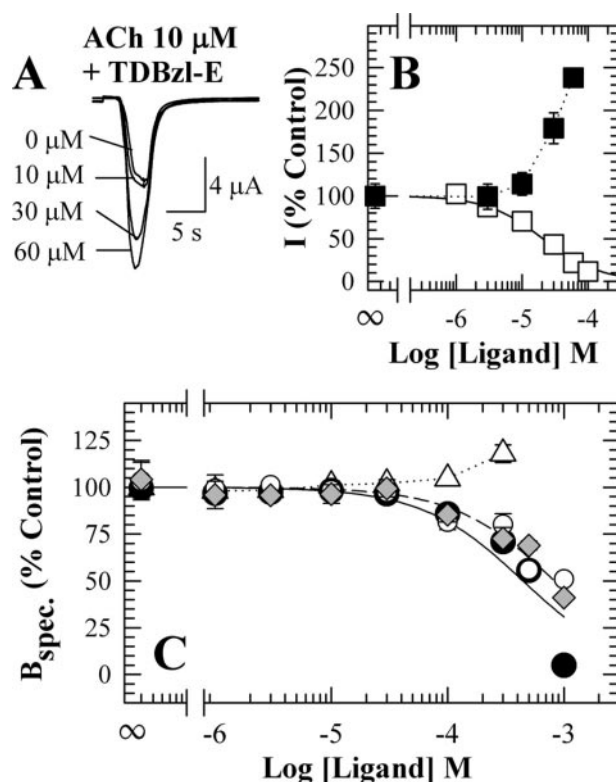 A
ACh 10 µM
+ TDBzl-E
0 µM
10 µM
30 µM
60 µM
4 µA
5 s
B
I (% Control)
250
200
150
100
50
0
∞
-6
-5
-4
Log [Ligand] M
C
Bspec. (% Control)
125
100
75
50
25
0
∞
-6
-5
-4
-3
Log [Ligand] M